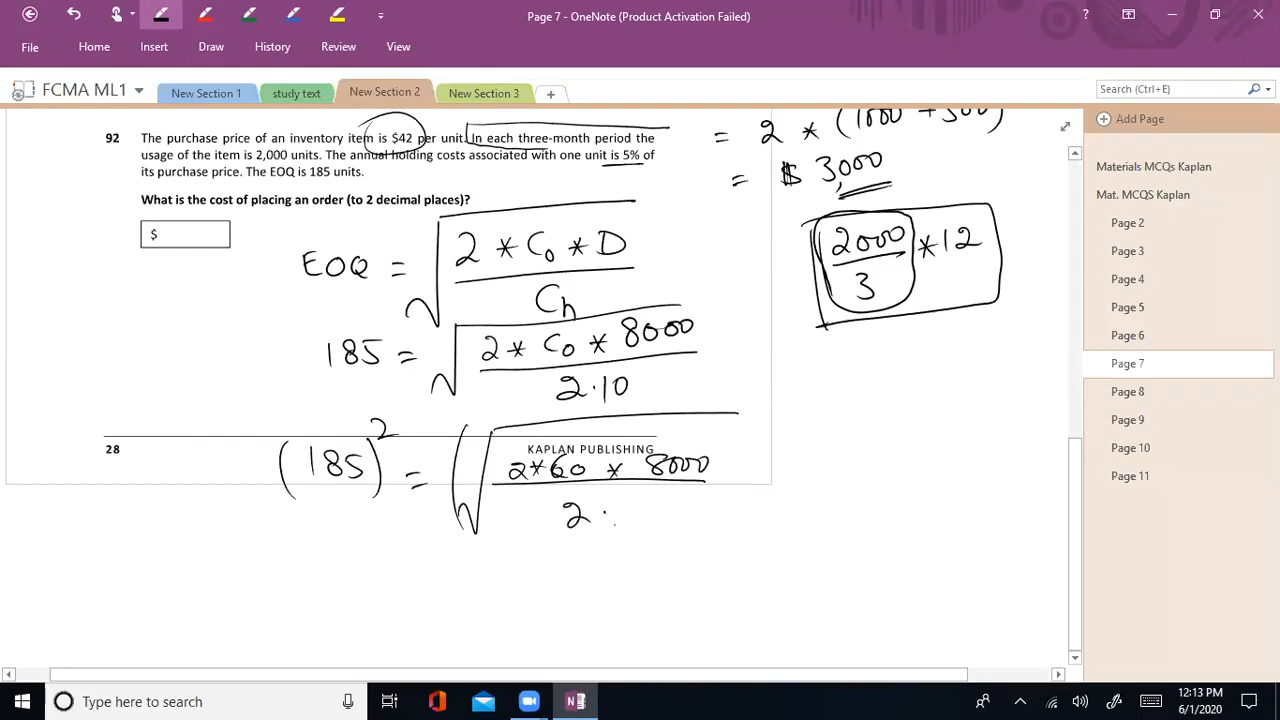 Page 7 - OneNote (Product Activation Failed)
File Home Insert Draw History Review View
FCMA ML1 New Section 1 study text New Section 2 New Section 3 +
Search (Ctrl+E)
92 The purchase price of an inventory item is $42 per unit. In each three-month period the
usage of the item is 2,000 units. The annual holding costs associated with one unit is 5% of
its purchase price. The EOQ is 185 units.
What is the cost of placing an order (to 2 decimal places)?
$
= 2 * (1000 + 500)
= $ 3,000
2000/3 * 12
EOQ = √(2 * Co * D / Ch)
185 = √(2 * Co * 8000 / 2.10)
28 KAPLAN PUBLISHING
(185)² = (√(2 * Co * 8000 / 2.
Add Page
Materials MCQs Kaplan
Mat. MCQS Kaplan
Page 2
Page 3
Page 4
Page 5
Page 6
Page 7
Page 8
Page 9
Page 10
Page 11
Type here to search
12:13 PM
6/1/2020